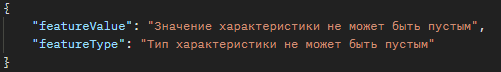 {
    "featureValue": "Значение характеристики не может быть пустым",
    "featureType": "Тип характеристики не может быть пустым"
}